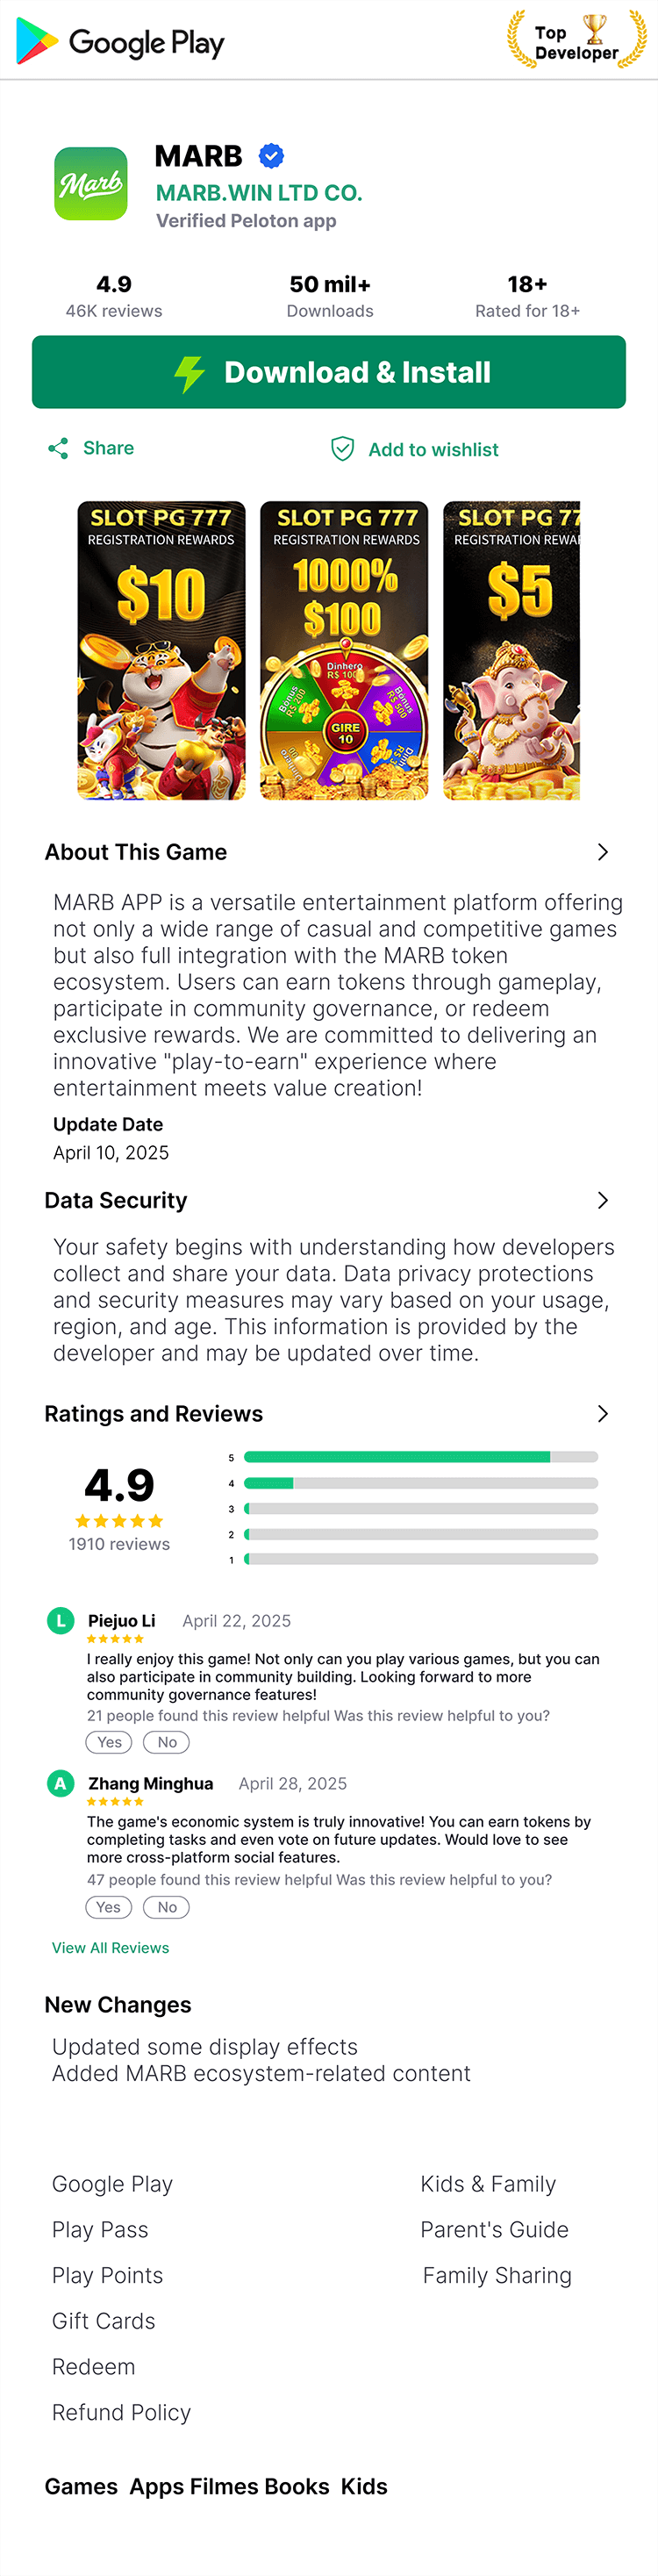 Google Play
Top
Developer
Marb
MARB
MARB.WIN LTD CO.
Verified Peloton app
4.9
46K reviews
50 mil+
Downloads
18+
Rated for 18+
Download & Install
Share
Add to wishlist
SLOT PG 777
REGISTRATION REWARDS
$10
SLOT PG 777
REGISTRATION REWARDS
1000%
$100
Dinhero
R$ 100
Bonus
R$ 200
Bonus
R$ 500
GIRE
10
SLOT PG 77
REGISTRATION REWA
$5
About This Game
MARB APP is a versatile entertainment platform offering
not only a wide range of casual and competitive games
but also full integration with the MARB token
ecosystem. Users can earn tokens through gameplay,
participate in community governance, or redeem
exclusive rewards. We are committed to delivering an
innovative "play-to-earn" experience where
entertainment meets value creation!
Update Date
April 10, 2025
Data Security
Your safety begins with understanding how developers
collect and share your data. Data privacy protections
and security measures may vary based on your usage,
region, and age. This information is provided by the
developer and may be updated over time.
Ratings and Reviews
4.9
1910 reviews
5
4
3
2
1
L
Piejuo Li April 22, 2025
I really enjoy this game! Not only can you play various games, but you can
also participate in community building. Looking forward to more
community governance features!
21 people found this review helpful Was this review helpful to you?
Yes No
A
Zhang Minghua April 28, 2025
The game's economic system is truly innovative! You can earn tokens by
completing tasks and even vote on future updates. Would love to see
more cross-platform social features.
47 people found this review helpful Was this review helpful to you?
Yes No
View All Reviews
New Changes
Updated some display effects
Added MARB ecosystem-related content
Google Play
Play Pass
Play Points
Gift Cards
Redeem
Refund Policy
Kids & Family
Parent's Guide
Family Sharing
Games Apps Filmes Books Kids